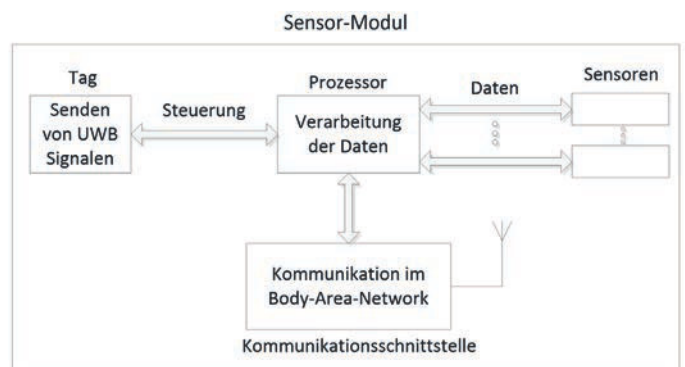 Sensor-Modul
Tag
Senden
von UWB
Signalen
Steuerung
Prozessor
Verarbeitung
der Daten
Daten
Sensoren
Kommunikation im
Body-Area-Network
Kommunikationsschnittstelle